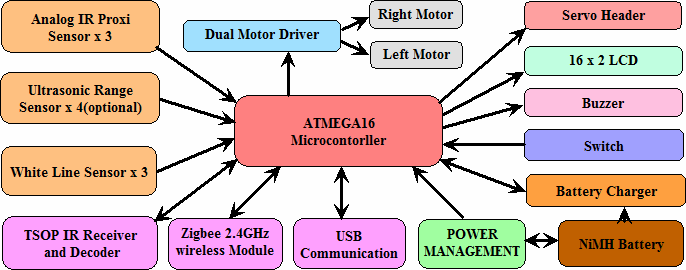 Analog IR Proxi
Sensor x 3
Ultrasonic Range
Sensor x 4(optional)
White Line Sensor x 3
TSOP IR Receiver
and Decoder
Dual Motor Driver
Right Motor
Left Motor
ATMEGA16
Microcontorller
Zigbee 2.4GHz
wireless Module
USB
Communication
POWER
MANAGEMENT
Servo Header
16 x 2 LCD
Buzzer
Switch
Battery Charger
NiMH Battery